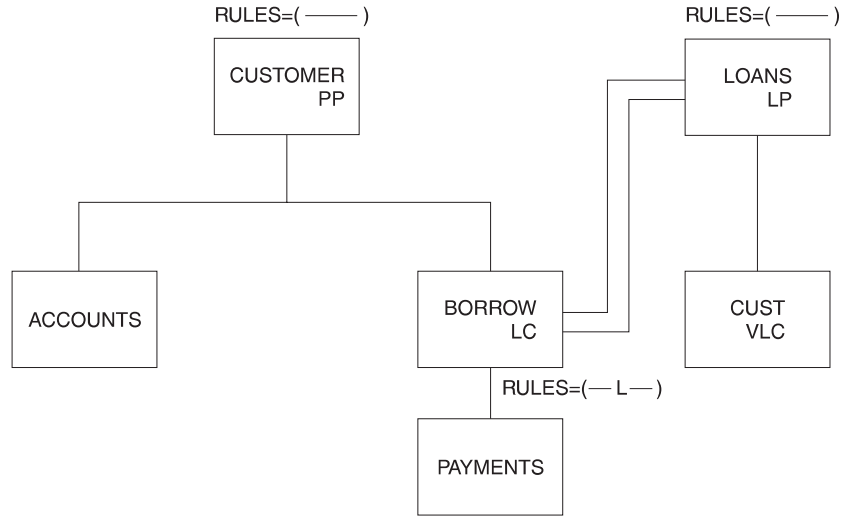 RULES=( —— )
RULES=( —— )
CUSTOMER
PP
LOANS
LP
ACCOUNTS
BORROW
LC
CUST
VLC
RULES=(— L — )
PAYMENTS